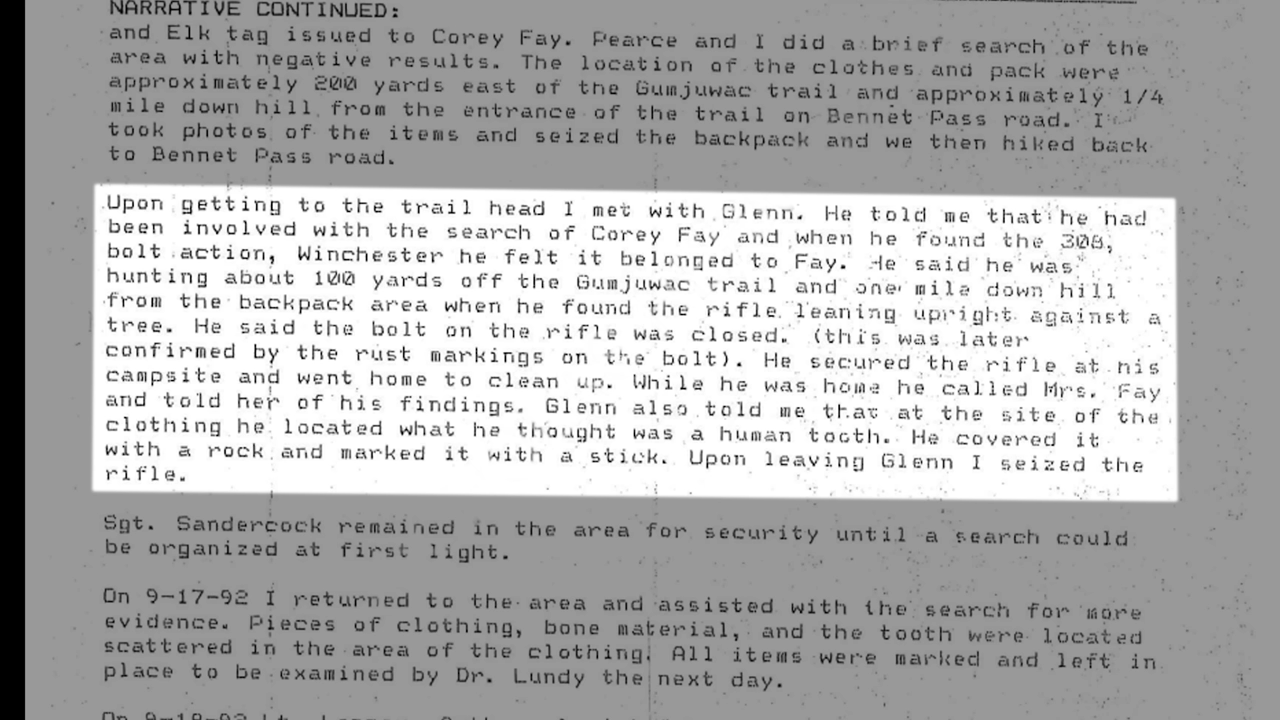 NARRATIVE CONTINUED:
and Elk tag issued to Corey Fay. Pearce and I did a brief search of the
area with negative results. The location of the clothes and pack were
approximately 200 yards east of the Gumjuwac trail and approximately 1/4
mile down hill from the entrance of the trail on Bennet Pass road. I
took photos of the items and seized the backpack and we then hiked back
to Bennet Pass road.
Upon getting to the trail head I met with Glenn. He told me that he had
been involved with the search of Corey Fay and when he found the 308,
bolt action, Winchester he felt it belonged to Fay. He said he was
hunting about 100 yards off the Gumjuwac trail and one mile down hill
from the backpack area when he found the rifle leaning upright against a
tree. He said the bolt on the rifle was closed. (this was later
confirmed by the rust markings on the bolt). He secured the rifle at his
campsite and went home to clean up. While he was home he called Mrs. Fay
and told her of his findings. Glenn also told me that at the site of the
clothing he located what he thought was a human tooth. He covered it
with a rock and marked it with a stick. Upon leaving Glenn I seized the
rifle.
Sgt. Sandercock remained in the area for security until a search could
be organized at first light.
On 9-17-92 I returned to the area and assisted with the search for more
evidence. Pieces of clothing, bone material, and the tooth were located
scattered in the area of the clothing. All items were marked and left in
place to be examined by Dr. Lundy the next day.